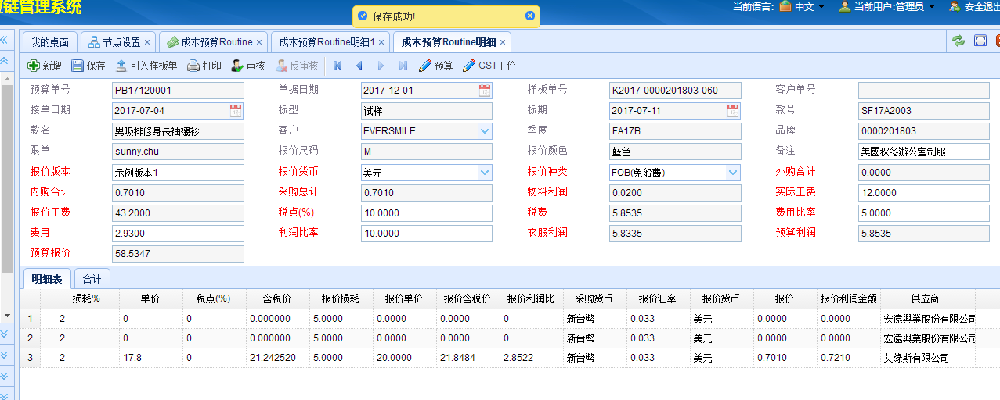 链管理系统
保存成功!
当前语言: 中文 当前用户:管理员 安全退出
我的桌面 节点设置 成本预算Routine 成本预算Routine明细1 成本预算Routine明细
新增 保存 引入样板单 打印 审核 反审核 预算 GST工价
预算单号 PB17120001 单据日期 2017-12-01 样板单号 K2017-0000201803-060 客户单号
接单日期 2017-07-04 板型 试样 板期 2017-07-11 款号 SF17A2003
款名 男吸排修身長袖襯衫 客户 EVERSMILE 季度 FA17B 品牌 0000201803
跟单 sunny.chu 报价尺码 M 报价颜色 藍色- 备注 美國秋冬辦公室制服
报价版本 示例版本1 报价货币 美元 报价种类 FOB(免船費) 外购合计 0.0000
内购合计 0.7010 采购总计 0.7010 物料利润 0.0200 实际工费 12.0000
报价工费 43.2000 税点(%) 10.0000 税费 5.8535 费用比率 5.0000
费用 2.9300 利润比率 10.0000 衣服利润 5.8335 预算利润 5.8535
预算报价 58.5347
明细表 合计
损耗% 单价 税点(%) 含税价 报价损耗 报价单价 报价含税价 报价利润比 采购货币 报价汇率 报价货币 报价 报价利润金额 供应商
1 2 0 0 0.000000 5.0000 0.0000 0.0000 0 新台幣 0.033 美元 0.0000 0.0000 宏遠興業股份有限公司
2 2 0 0 0.000000 5.0000 0.0000 0.0000 0 新台幣 0.033 美元 0.0000 0.0000 宏遠興業股份有限公司
3 2 17.8 0 21.242520 5.0000 20.0000 21.8484 2.8522 新台幣 0.033 美元 0.7010 0.7210 艾綠斯有限公司